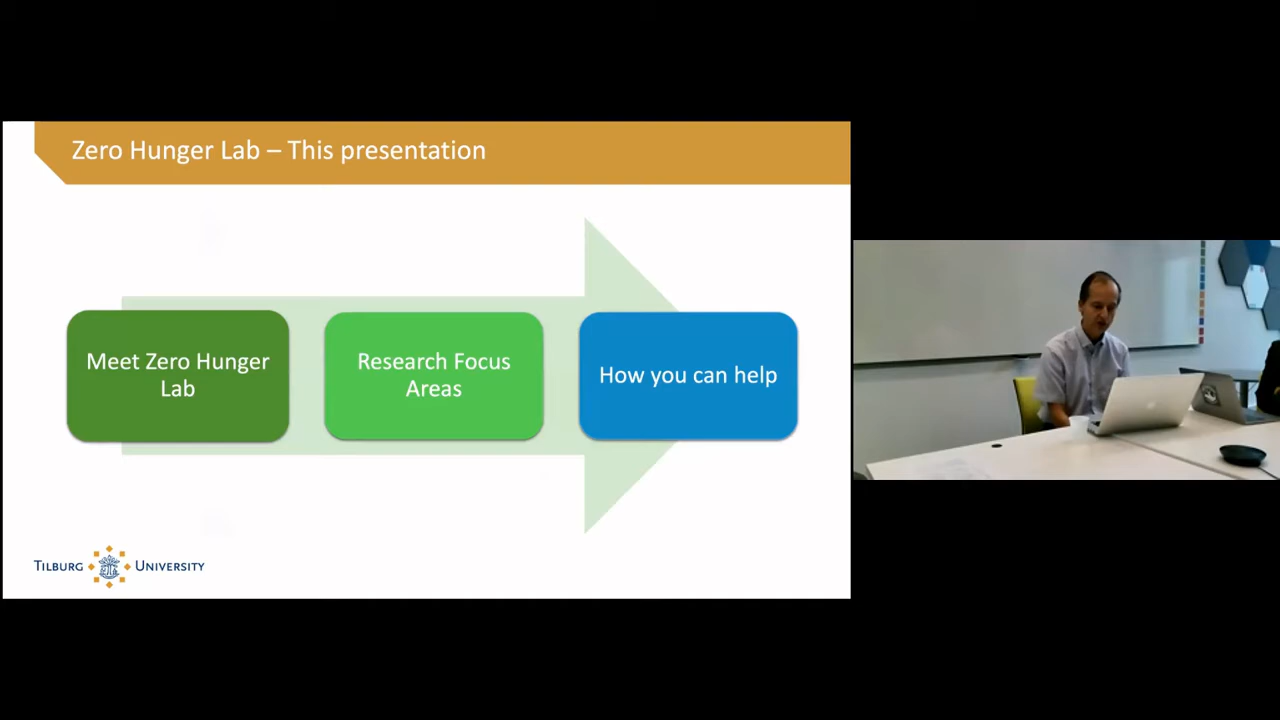 Zero Hunger Lab – This presentation
Meet Zero Hunger
Lab
Research Focus
Areas
How you can help
TILBURG UNIVERSITY